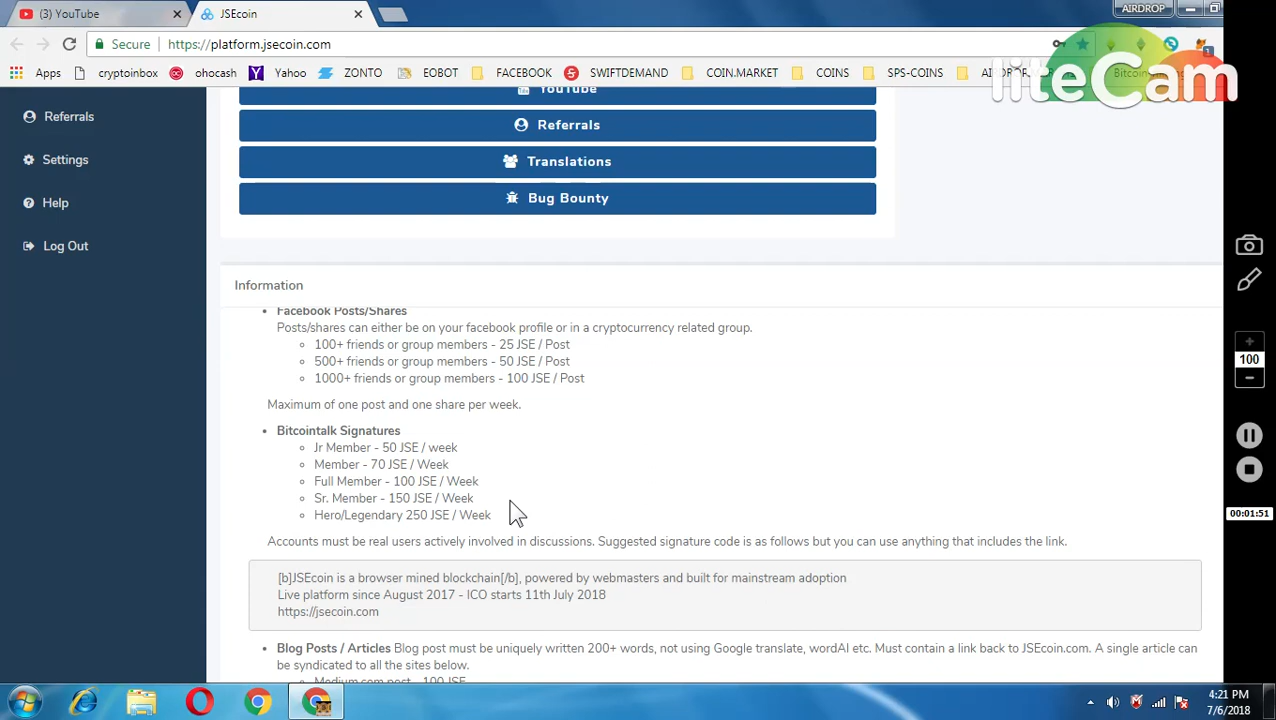 (3) YouTube
JSEcoin
AIRDROP
Secure https://platform.jsecoin.com
1
Apps cryptoinbox ohocash Yahoo ZONTO EOBOT FACEBOOK SWIFTDEMAND COIN.MARKET COINS SPS-COINS
liteCam
YouTube
Referrals
Translations
Bug Bounty
Referrals
Settings
Help
Log Out
Information
Facebook Posts/Shares
Posts/shares can either be on your facebook profile or in a cryptocurrency related group.
100+ friends or group members - 25 JSE / Post
500+ friends or group members - 50 JSE / Post
1000+ friends or group members - 100 JSE / Post
Maximum of one post and one share per week.
Bitcointalk Signatures
Jr Member - 50 JSE / week
Member - 70 JSE / Week
Full Member - 100 JSE / Week
Sr. Member - 150 JSE / Week
Hero/Legendary 250 JSE / Week
Accounts must be real users actively involved in discussions. Suggested signature code is as follows but you can use anything that includes the link.
[b]JSEcoin is a browser mined blockchain[/b], powered by webmasters and built for mainstream adoption
Live platform since August 2017 - ICO starts 11th July 2018
https://jsecoin.com
Blog Posts / Articles Blog post must be uniquely written 200+ words, not using Google translate, wordAI etc. Must contain a link back to JSEcoin.com. A single article can
be syndicated to all the sites below.
Medium.com post - 100 JSE
100
00:01:51
4:21 PM
7/6/2018